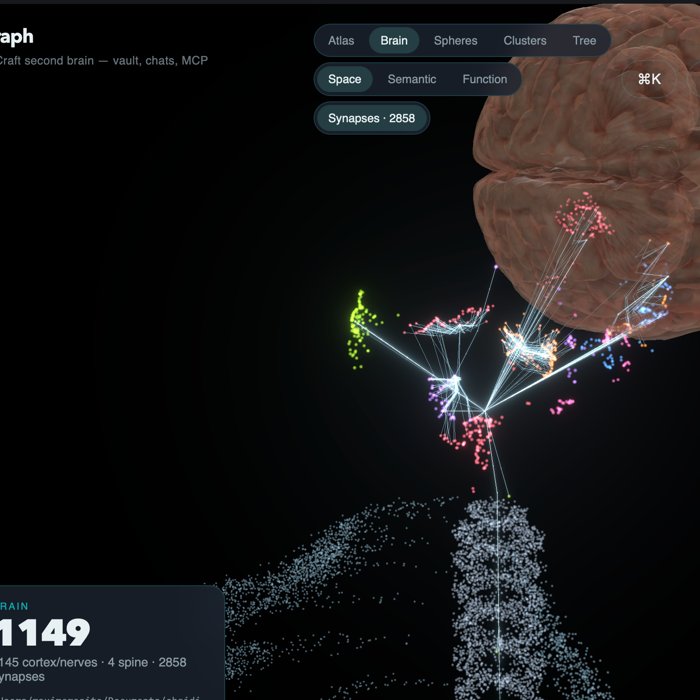 raph
Craft second brain — vault, chats, MCP
Atlas Brain Spheres Clusters Tree
Space Semantic Function
⌘K
Synapses · 2858
RAIN
1149
145 cortex/nerves · 4 spine · 2858
ynapses